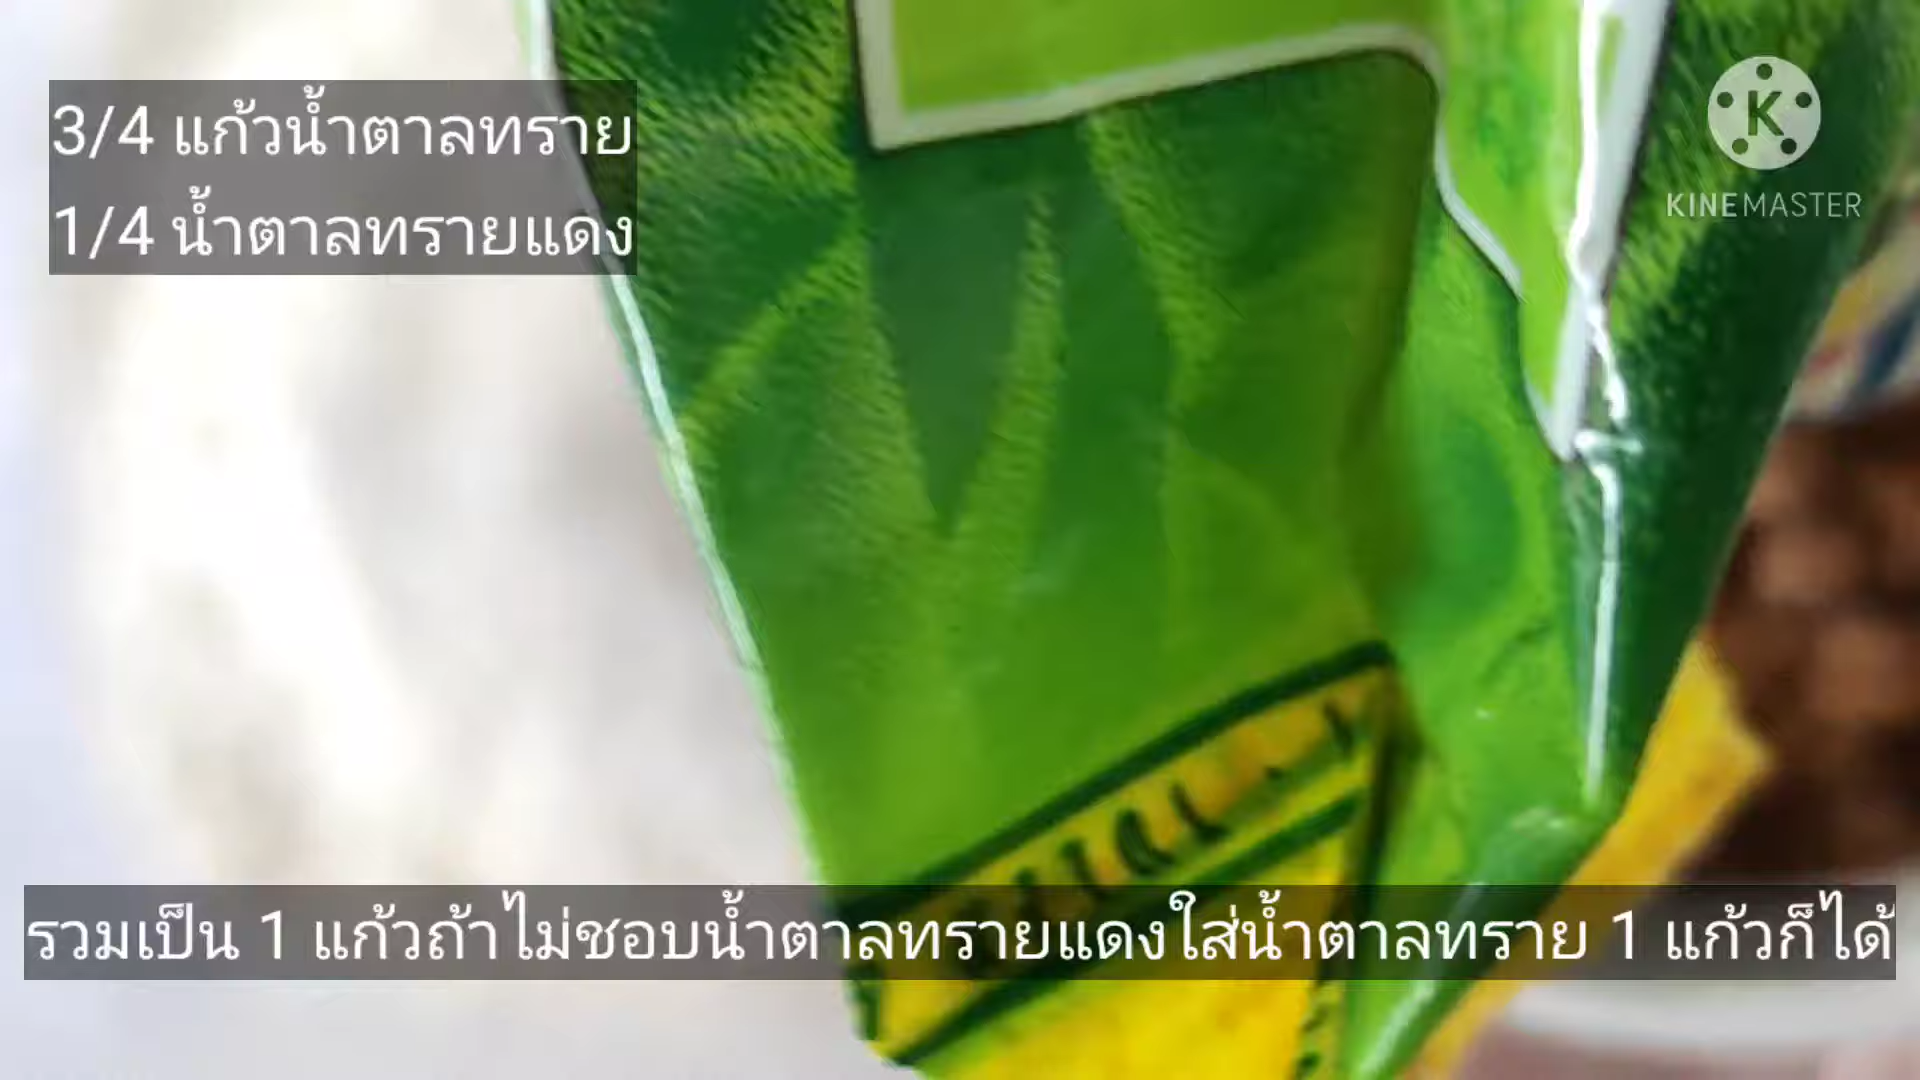 3/4 แก้วน้ำตาลทราย
1/4 น้ำตาลทรายแดง
KINEMASTER
รวมเป็น 1 แก้วถ้าไม่ชอบน้ำตาลทรายแดงใส่น้ำตาลทราย 1 แก้วก็ได้